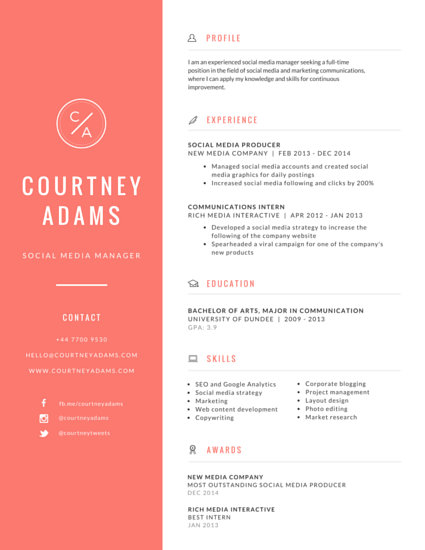 C/A
COURTNEY
ADAMS
SOCIAL MEDIA MANAGER
CONTACT
+44 7700 9530
HELLO@COURTNEYADAMS.COM
WWW.COURTNEYADAMS.COM
fb.me/courtneyadams
@courtneyadams
@courtneytweets
PROFILE
I am an experienced social media manager seeking a full-time
position in the field of social media and marketing communications,
where I can apply my knowledge and skills for continuous
improvement.
EXPERIENCE
SOCIAL MEDIA PRODUCER
NEW MEDIA COMPANY | FEB 2013 - DEC 2014
• Managed social media accounts and created social
media graphics for daily postings
• Increased social media following and clicks by 200%
COMMUNICATIONS INTERN
RICH MEDIA INTERACTIVE | APR 2012 - JAN 2013
• Developed a social media strategy to increase the
following of the company website
• Spearheaded a viral campaign for one of the company's
new products
EDUCATION
BACHELOR OF ARTS, MAJOR IN COMMUNICATION
UNIVERSITY OF DUNDEE | 2009 - 2013
GPA: 3.9
SKILLS
• SEO and Google Analytics
• Social media strategy
• Marketing
• Web content development
• Copywriting
• Corporate blogging
• Project management
• Layout design
• Photo editing
• Market research
AWARDS
NEW MEDIA COMPANY
MOST OUTSTANDING SOCIAL MEDIA PRODUCER
DEC 2014
RICH MEDIA INTERACTIVE
BEST INTERN
JAN 2013